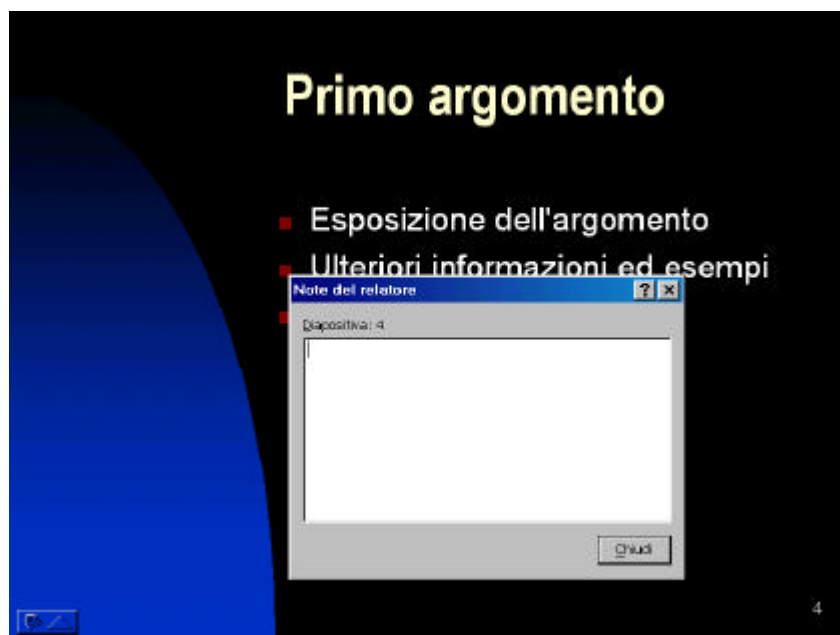 Primo argomento
Esposizione dell'argomento
Ulteriori informazioni ed esempi
Note del relatore
Diapositiva: 4
Chiudi
4